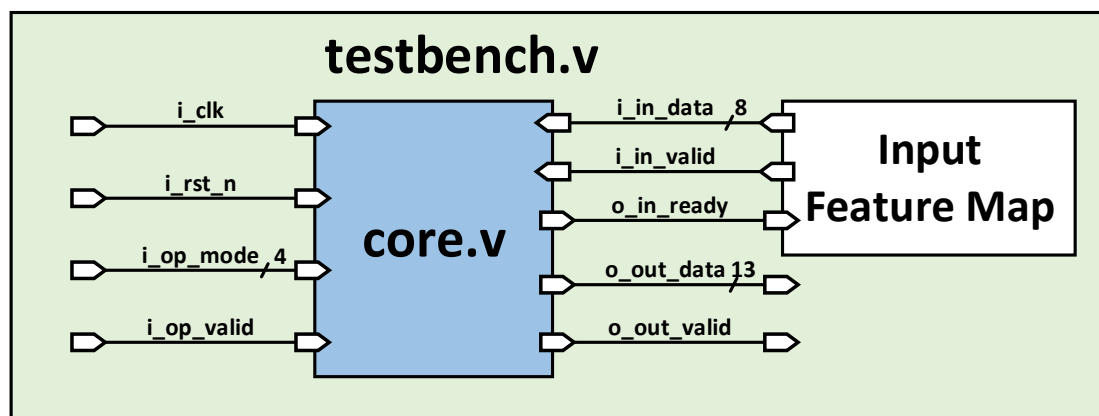 testbench.v
i_clk
i_rst_n
i_op_mode 4
i_op_valid
core.v
i_in_data 8
i_in_valid
o_in_ready
o_out_data 13
o_out_valid
Input
Feature Map